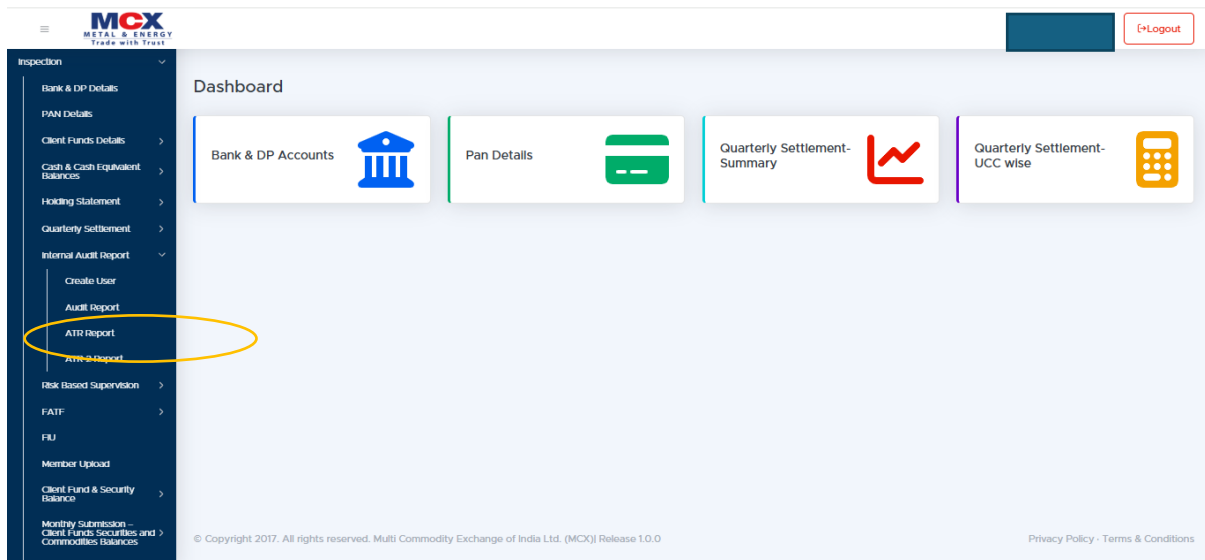 MCX
METAL & ENERGY
Trade with Trust
Logout
Inspection
Bank & DP Details
PAN Details
Client Funds Details
Cash & Cash Equivalent
Balances
Holding Statement
Quarterly Settlement
Internal Audit Report
Create User
Audit Report
ATR Report
ATR-2 Report
Risk Based Supervision
FATF
FIU
Member Upload
Client Fund & Security
Balance
Monthly Submission –
Client Funds Securities and
Commodities Balances
Dashboard
Bank & DP Accounts
Pan Details
Quarterly Settlement-
Summary
Quarterly Settlement-
UCC wise
© Copyright 2017. All rights reserved. Multi Commodity Exchange of India Ltd. (MCX)| Release 1.0.0
Privacy Policy · Terms & Conditions